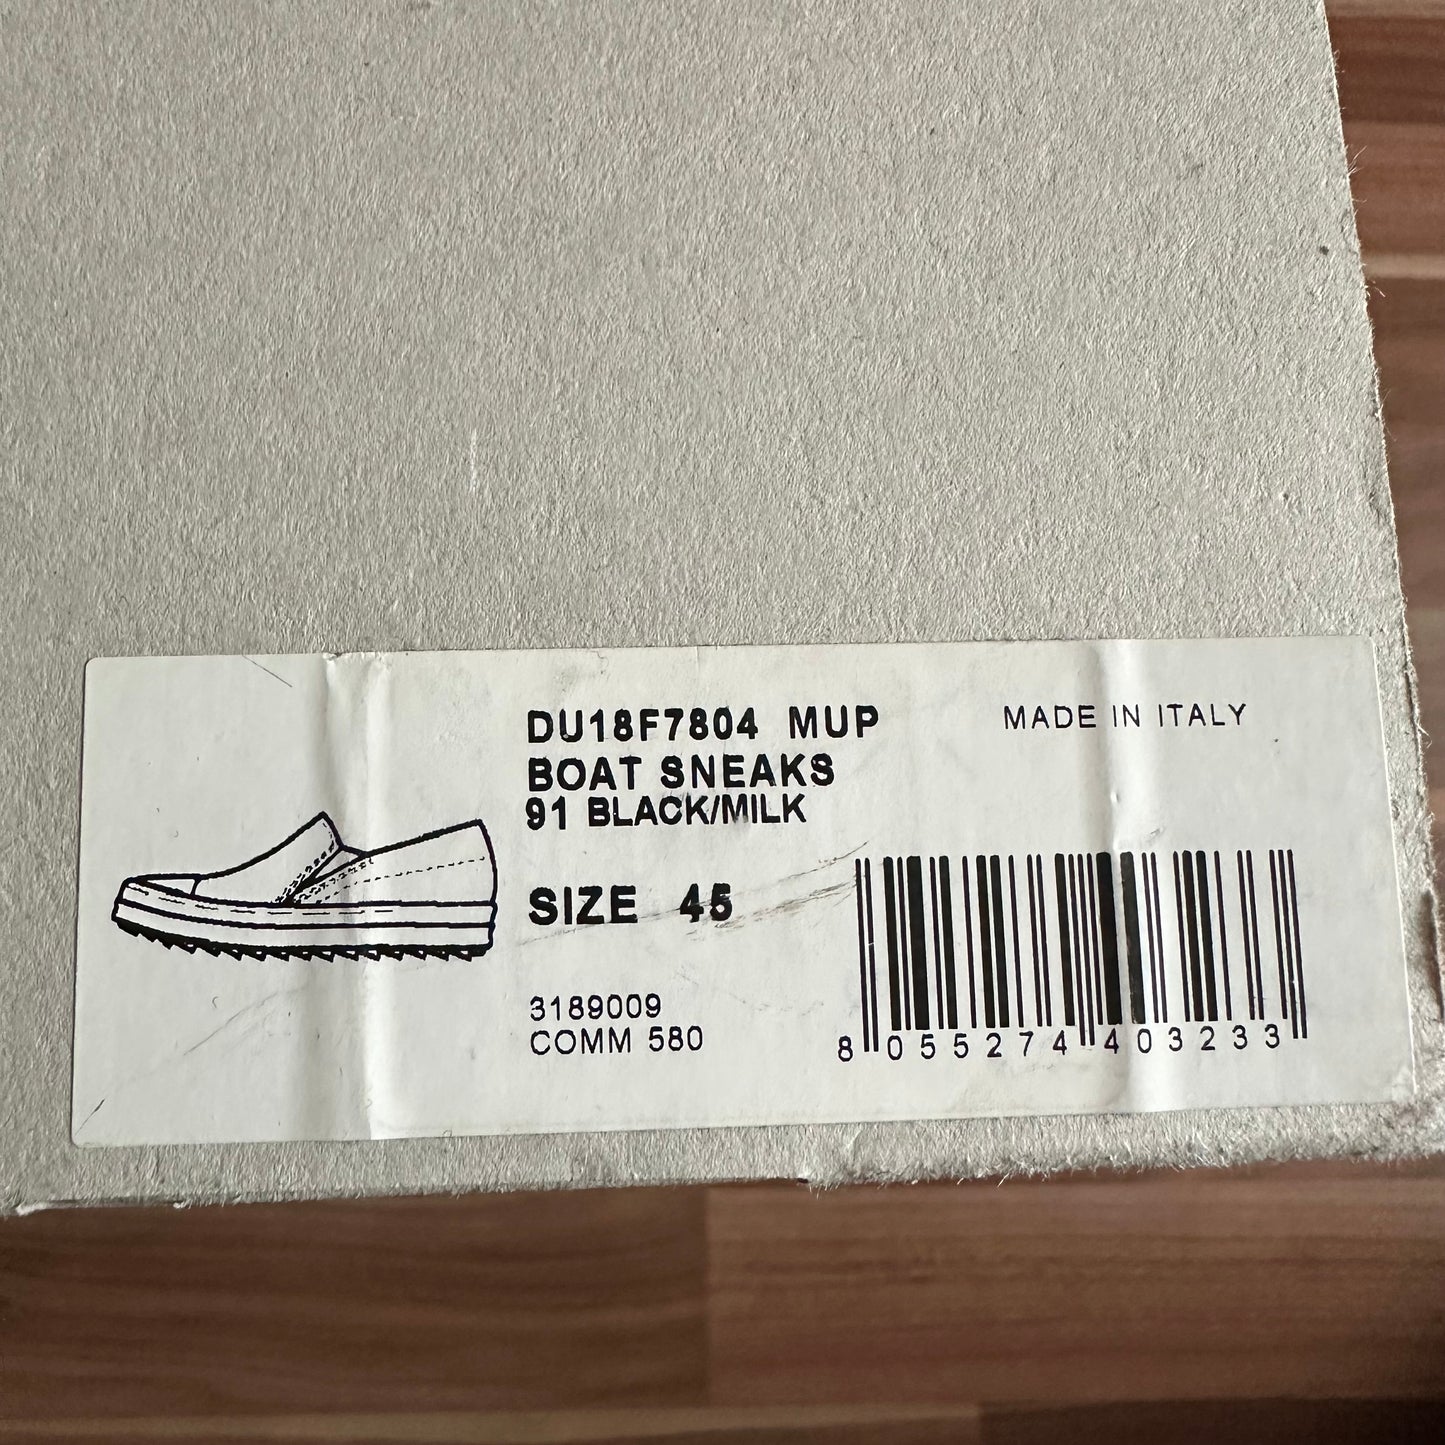 DU18F7804 MUP
MADE IN ITALY
BOAT SNEAKS
91 BLACK/MILK
SIZE 45
3189009
COMM 580
8 055274 403233